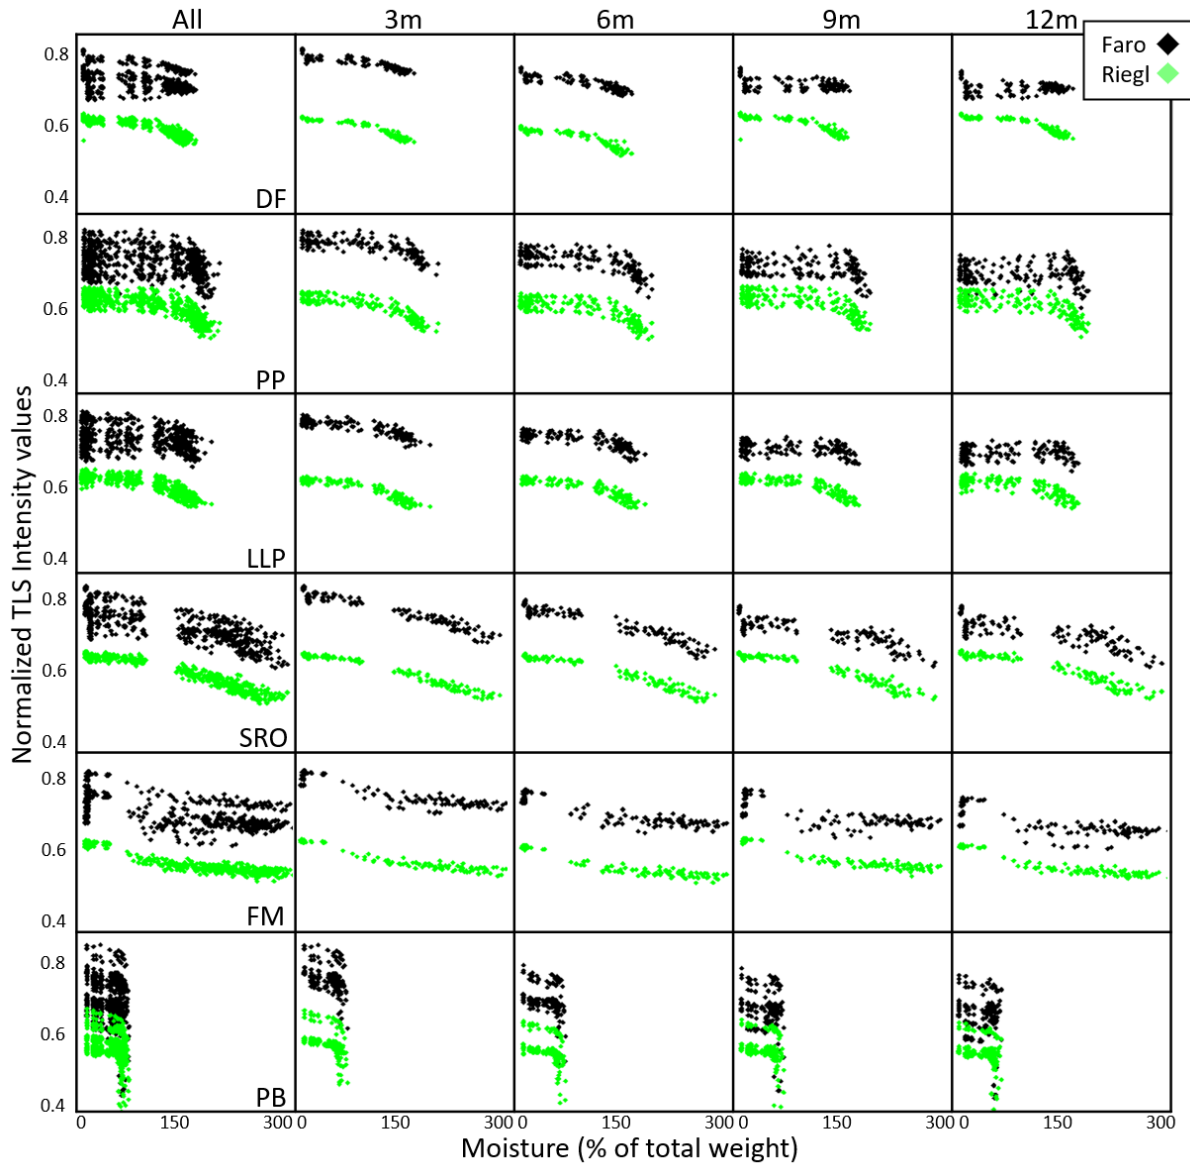 All 3m 6m 9m 12m
Faro
Riegl
0.8
0.6
0.4
DF
0.8
0.6
0.4
PP
0.8
0.6
0.4
LLP
0.8
0.6
0.4
SRO
0.8
0.6
0.4
FM
0.8
0.6
0.4
PB
0 150 300 0 150 300 0 150 300 0 150 300 0 150 300
Moisture (% of total weight)
Normalized TLS Intensity values